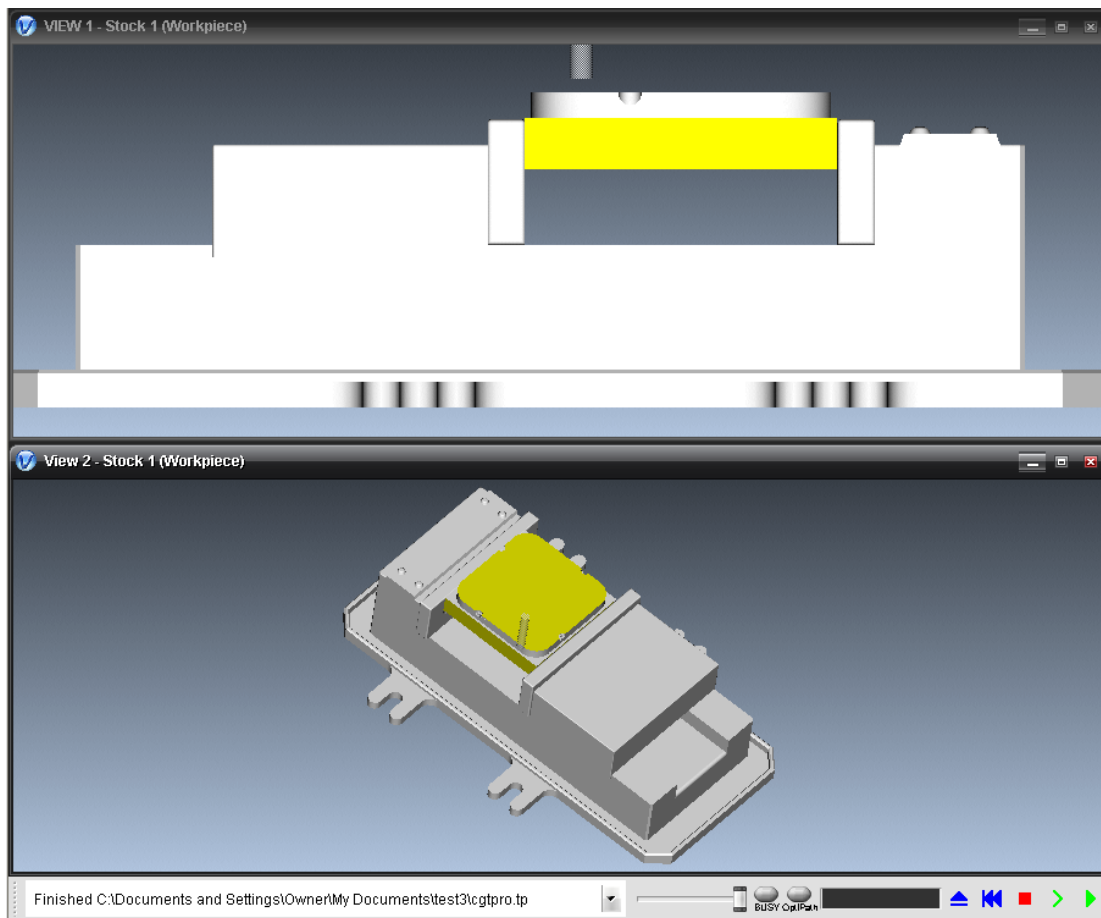 VIEW 1 - Stock 1 (Workpiece)
View 2 - Stock 1 (Workpiece)
Finished C:\Documents and Settings\Owner\My Documents\test3\cgtpro.tp
BUSY OptiPath